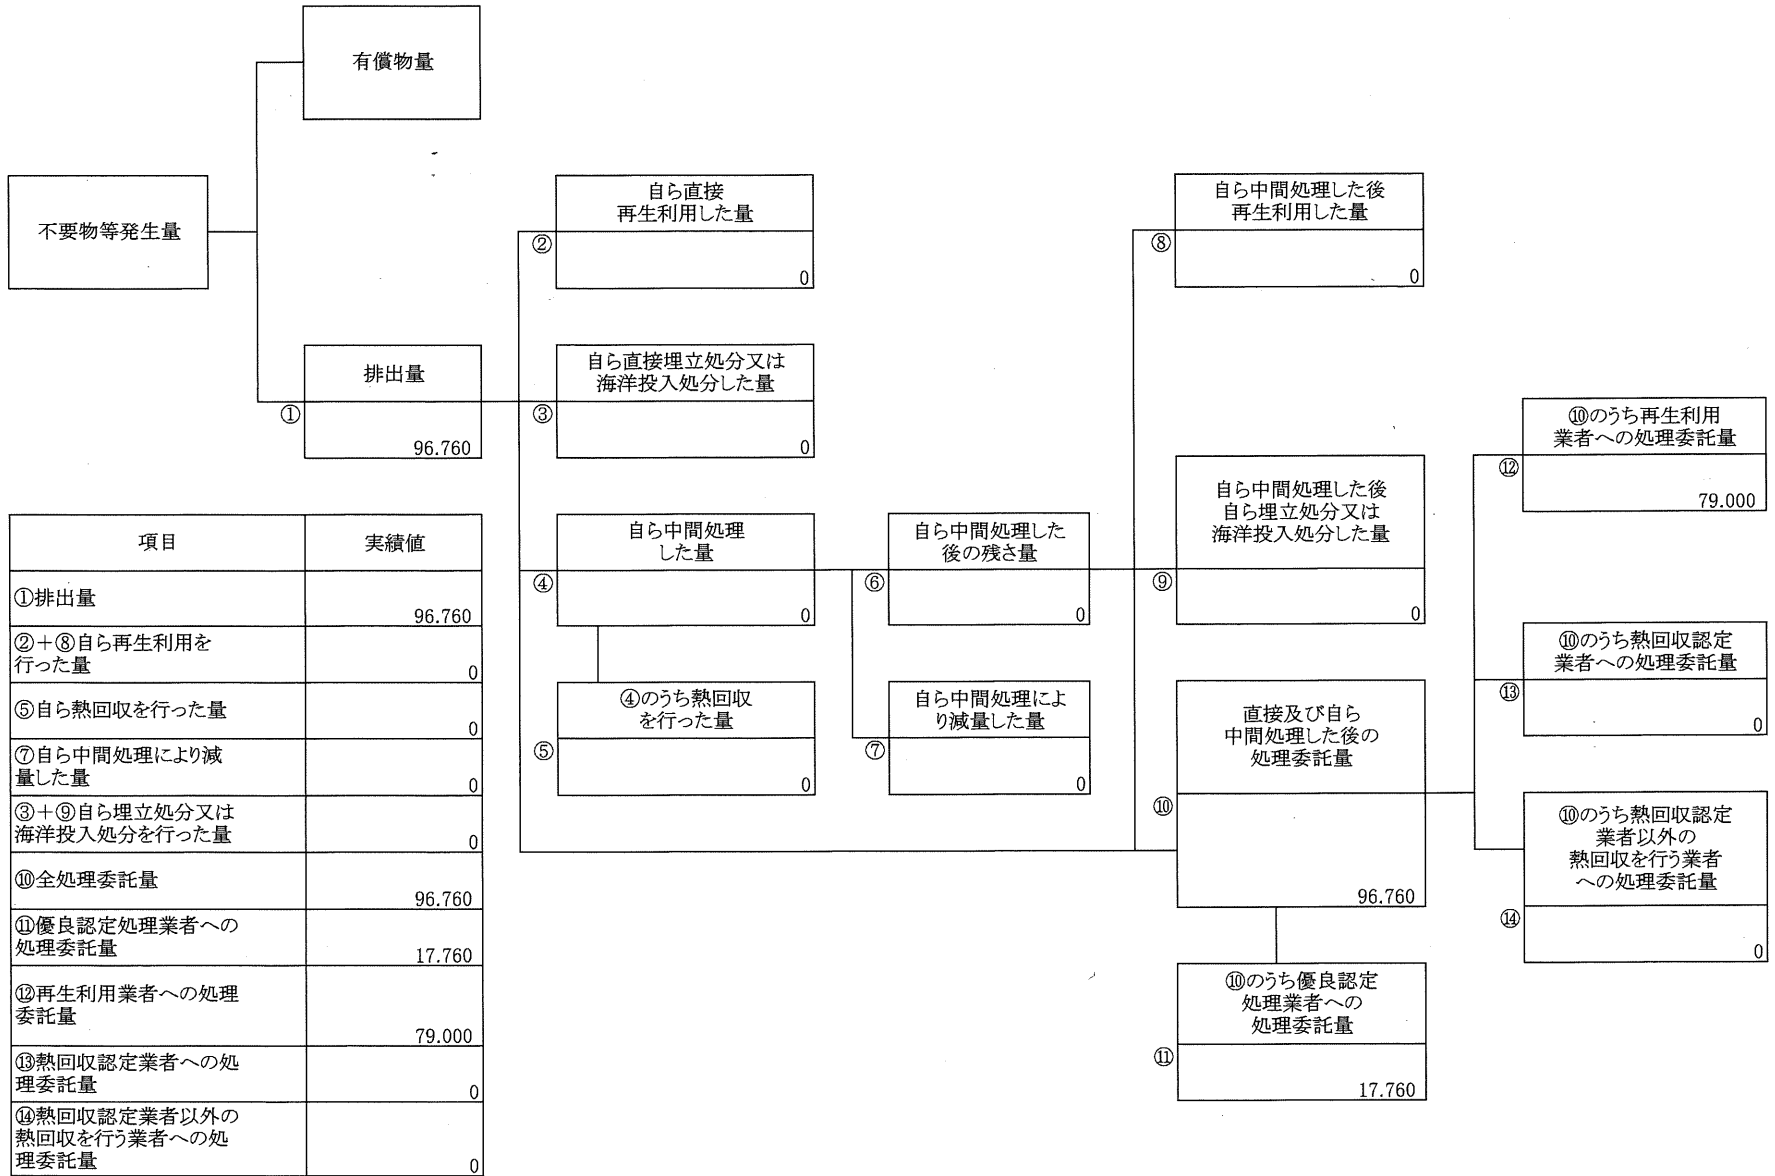 有償物量
不要物等発生量
排出量
①
96.760
自ら直接
再生利用した量
②
0
自ら直接埋立処分又は
海洋投入処分した量
③
0
自ら中間処理
した量
④
0
④のうち熱回収
を行った量
⑤
0
自ら中間処理した
後の残さ量
⑥
0
自ら中間処理によ
り減量した量
⑦
0
自ら中間処理した後
再生利用した量
⑧
0
自ら中間処理した後
自ら埋立処分又は
海洋投入処分した量
⑨
0
直接及び自ら
中間処理した後の
処理委託量
⑩
96.760
⑩のうち優良認定
処理業者への
処理委託量
⑪
17.760
⑩のうち再生利用
業者への処理委託量
⑫
79.000
⑩のうち熱回収認定
業者への処理委託量
⑬
0
⑩のうち熱回収認定
業者以外の
熱回収を行う業者
への処理委託量
⑭
0
項目 実績値
①排出量
96.760
②+⑧自ら再生利用を
行った量
0
⑤自ら熱回収を行った量
0
⑦自ら中間処理により減
量した量
0
③+⑨自ら埋立処分又は
海洋投入処分を行った量
0
⑩全処理委託量
96.760
⑪優良認定処理業者への
処理委託量
17.760
⑫再生利用業者への処理
委託量
79.000
⑬熱回収認定業者への処
理委託量
0
⑭熱回収認定業者以外の
熱回収を行う業者への処
理委託量
0